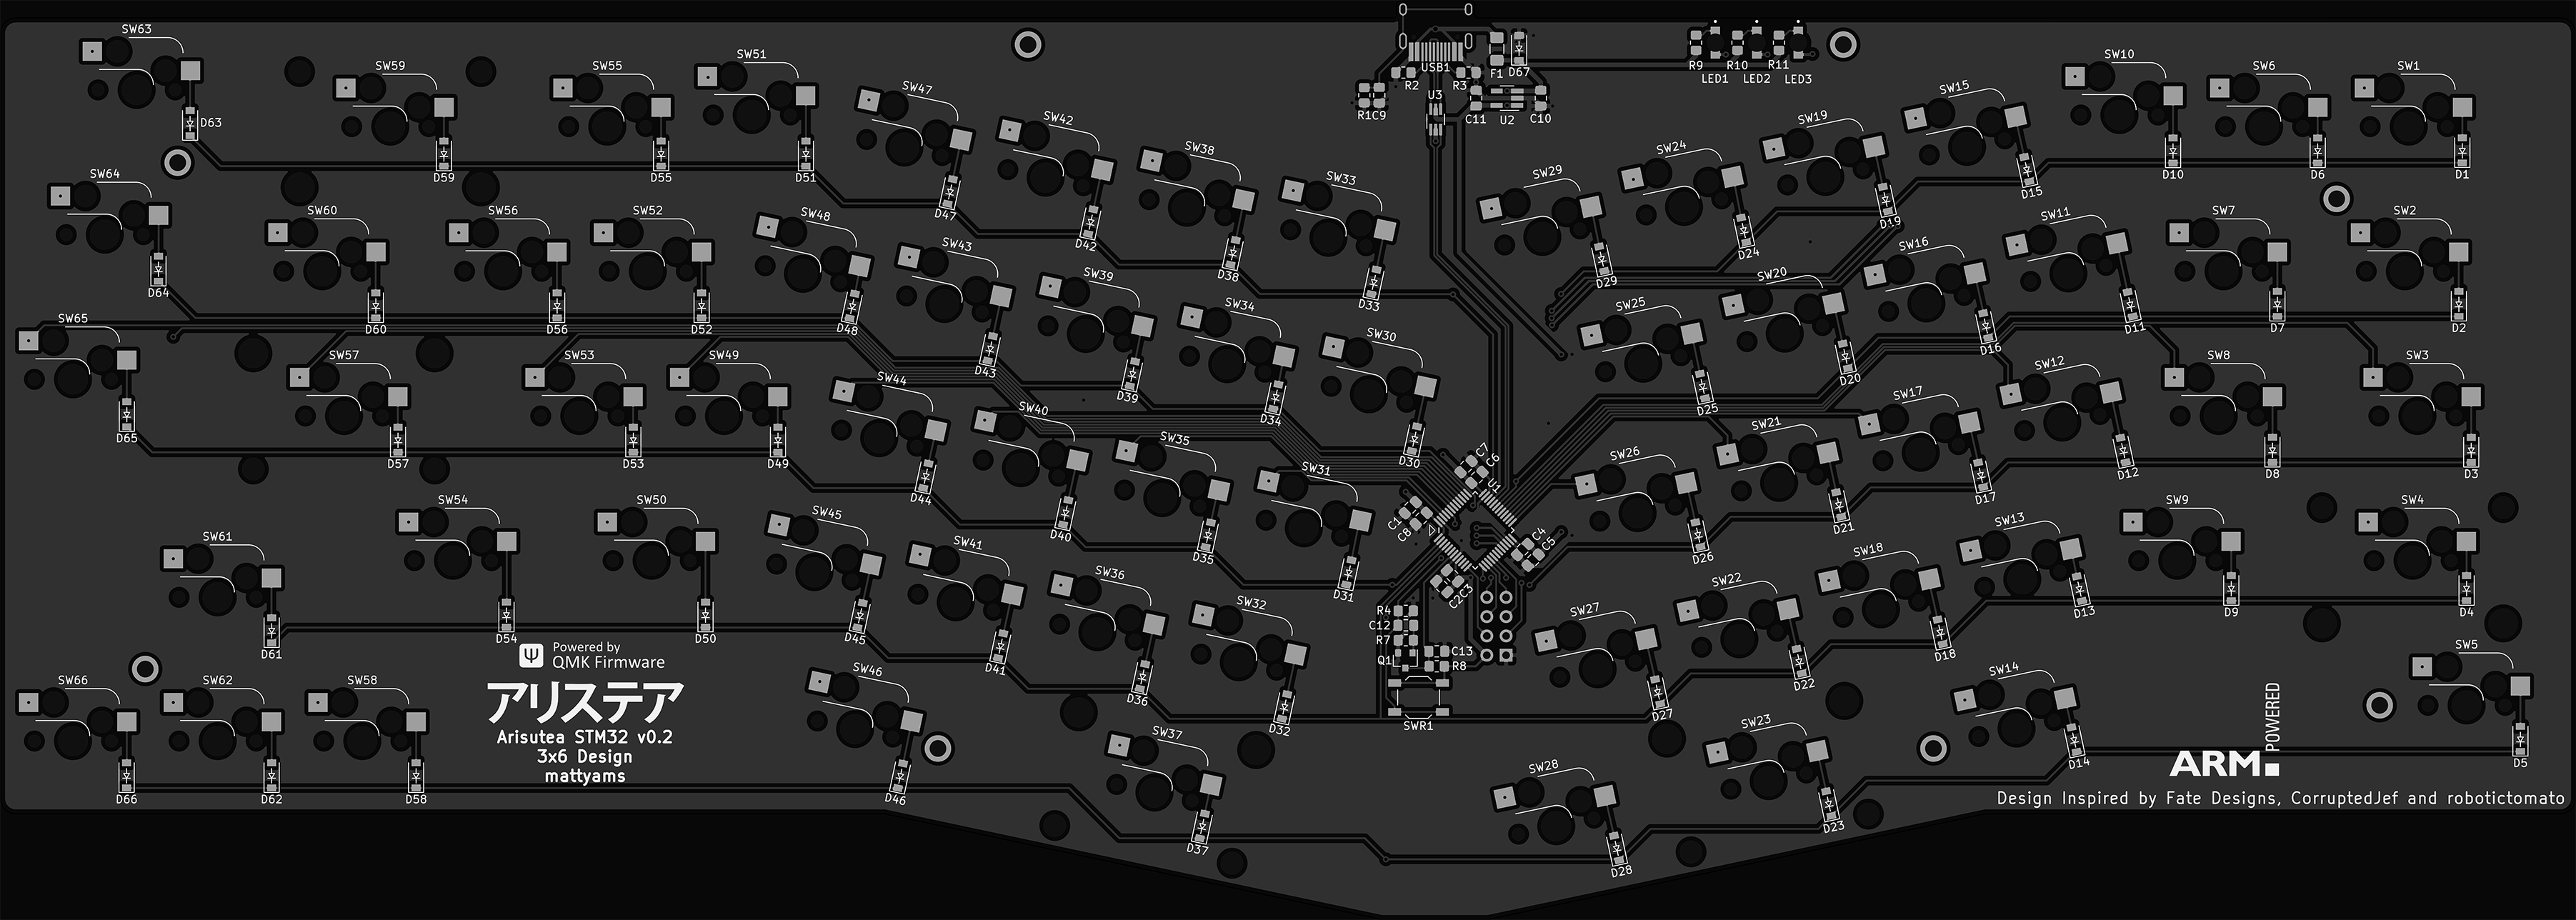 SW63
SW59
SW55
SW51
SW47
SW42
SW38
SW33
USB1
R2
R3
F1
D67
R9
R10
R11
LED1
LED2
LED3
U3
R1
C9
C11
U2
C10
SW29
SW24
SW19
SW15
SW10
SW6
SW1
D63
D59
D55
D51
D47
D42
D38
D33
D29
D24
D19
D15
D10
D6
D1
SW64
SW60
SW56
SW52
SW48
SW43
SW39
SW34
SW30
SW25
SW20
SW16
SW11
SW7
SW2
D64
D60
D56
D52
D48
D43
D39
D34
D30
D25
D20
D16
D11
D7
D2
SW65
SW57
SW53
SW49
SW44
SW40
SW35
SW31
C7
C6
U1
C1
C8
C4
C5
C2
C3
SW26
SW21
SW17
SW12
SW8
SW3
D65
D57
D53
D49
D44
D40
D35
D31
D26
D21
D17
D12
D8
D3
SW61
SW54
SW50
SW45
SW41
SW36
SW32
R4
C12
R7
Q1
C13
R8
SWR1
SW27
SW22
SW18
SW13
SW9
SW4
D61
D54
D50
D45
D41
D36
D32
D27
D22
D18
D13
D9
D4
Powered by
QMK Firmware
アリステア
Arisutea STM32 v0.2
3x6 Design
mattyams
SW66
SW62
SW58
SW46
SW37
SW28
SW23
SW14
SW5
D66
D62
D58
D46
D37
D28
D23
D14
D5
ARM
POWERED
Design Inspired by Fate Designs, CorruptedJef and robotictomato